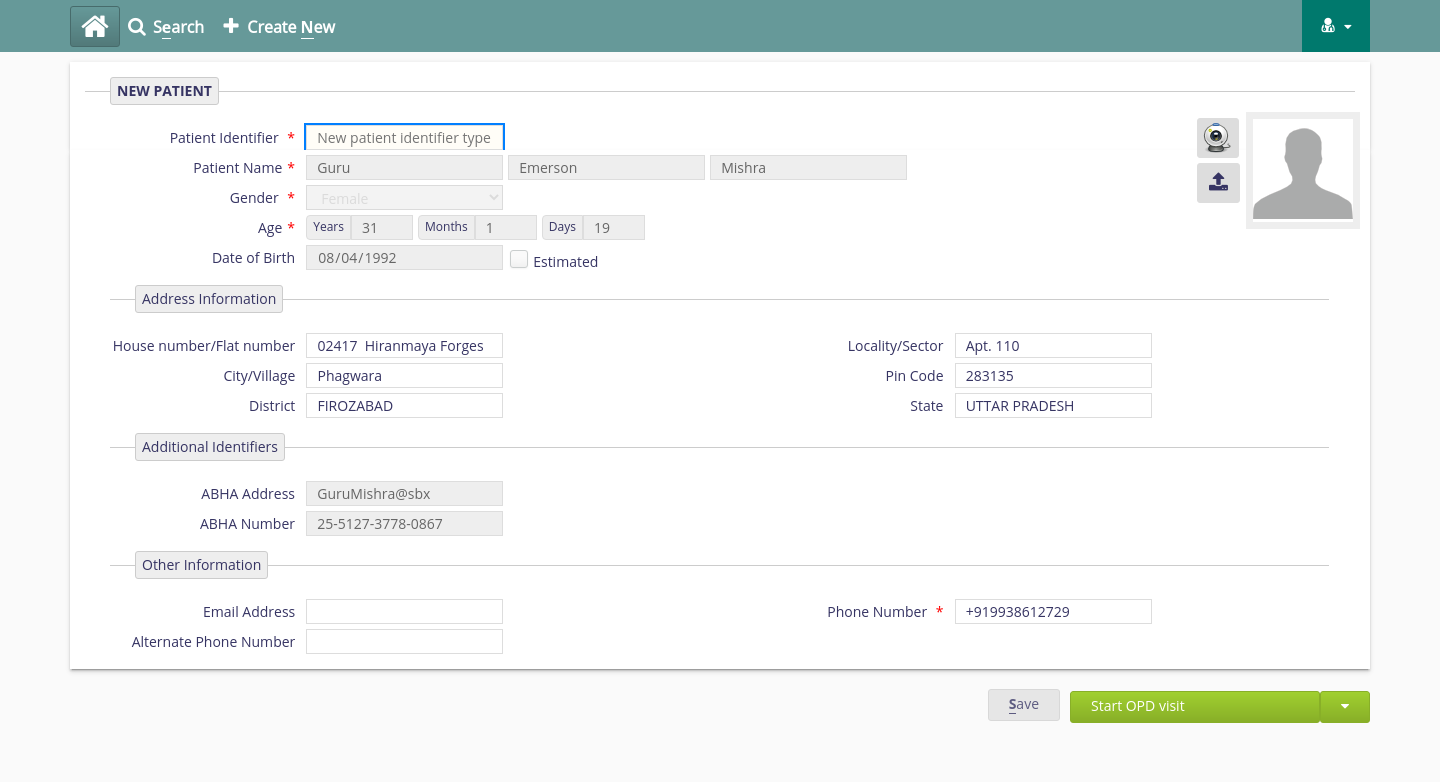 Search Create New
NEW PATIENT
Patient Identifier * New patient identifier type
Patient Name * Guru Emerson Mishra
Gender * Female
Age * Years 31 Months 1 Days 19
Date of Birth 08/04/1992 Estimated
Address Information
House number/Flat number 02417 Hiranmaya Forges Locality/Sector Apt. 110
City/Village Phagwara Pin Code 283135
District FIROZABAD State UTTAR PRADESH
Additional Identifiers
ABHA Address GuruMishra@sbx
ABHA Number 25-5127-3778-0867
Other Information
Email Address Phone Number * +919938612729
Alternate Phone Number
Save Start OPD visit